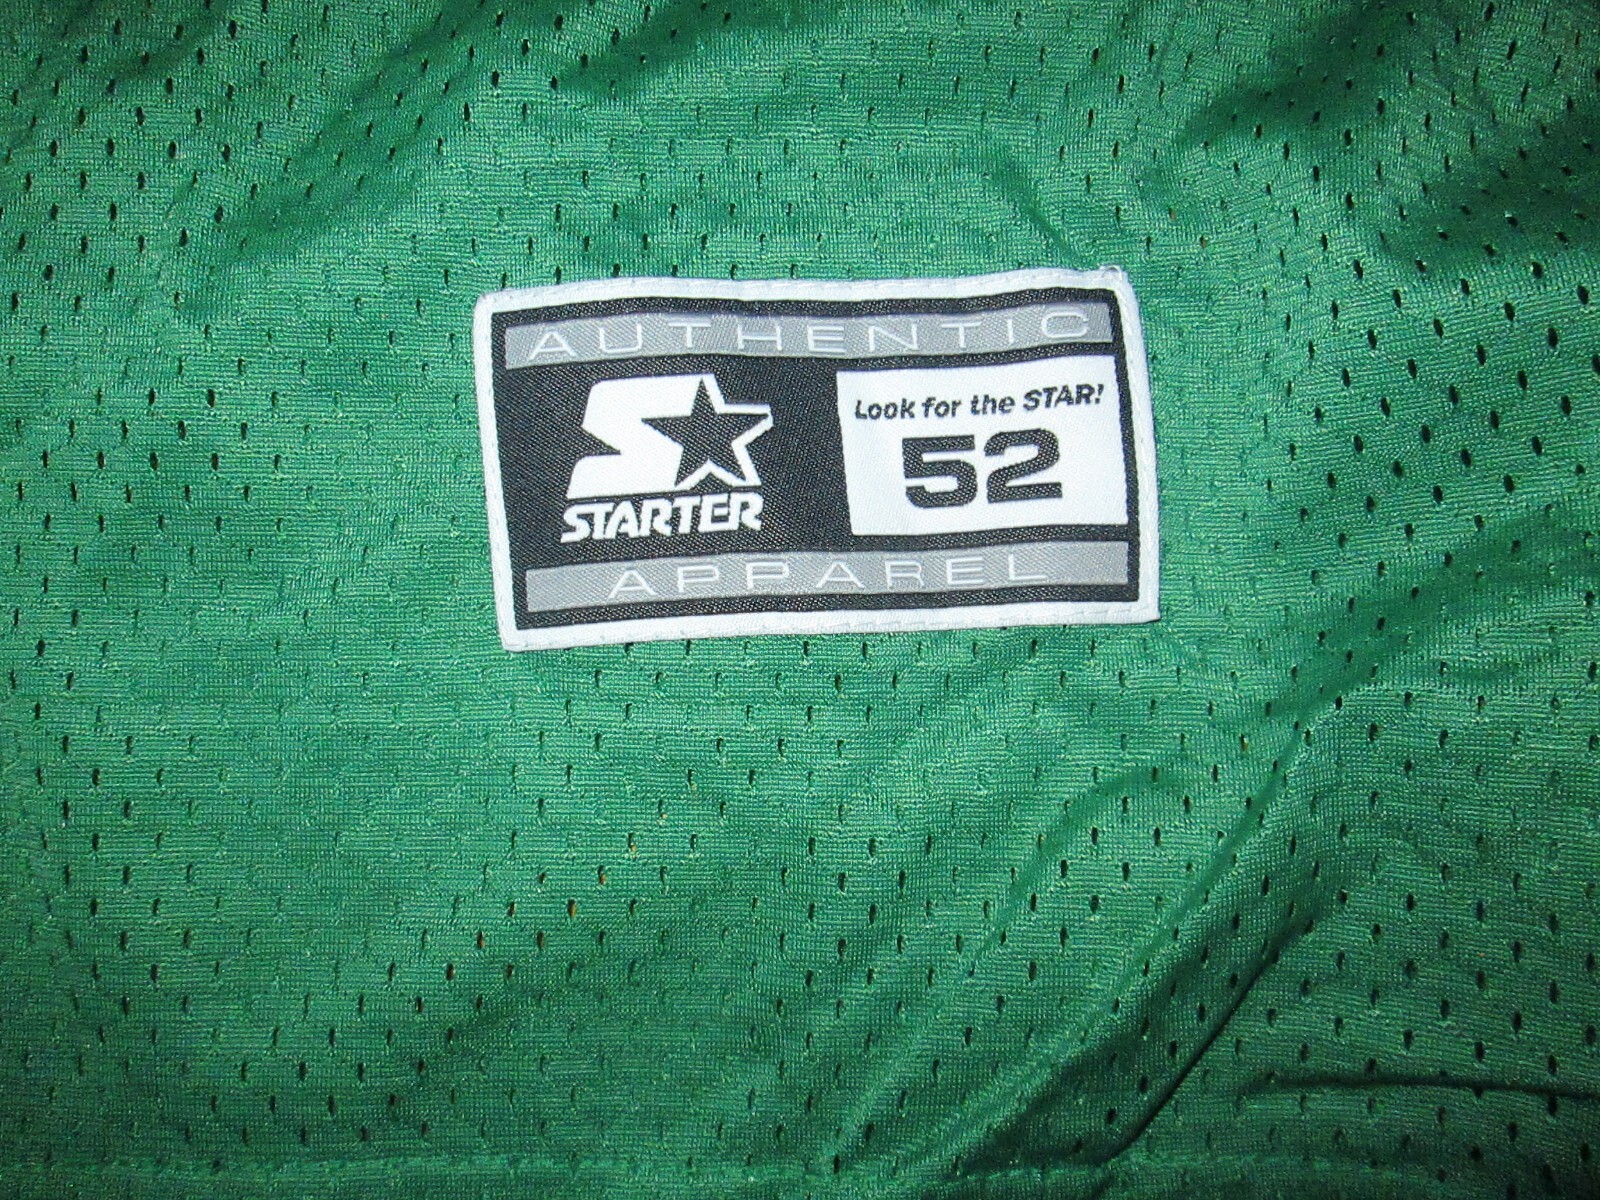 AUTHENTIC
Look for the STAR!
52
STARTER
APPAREL